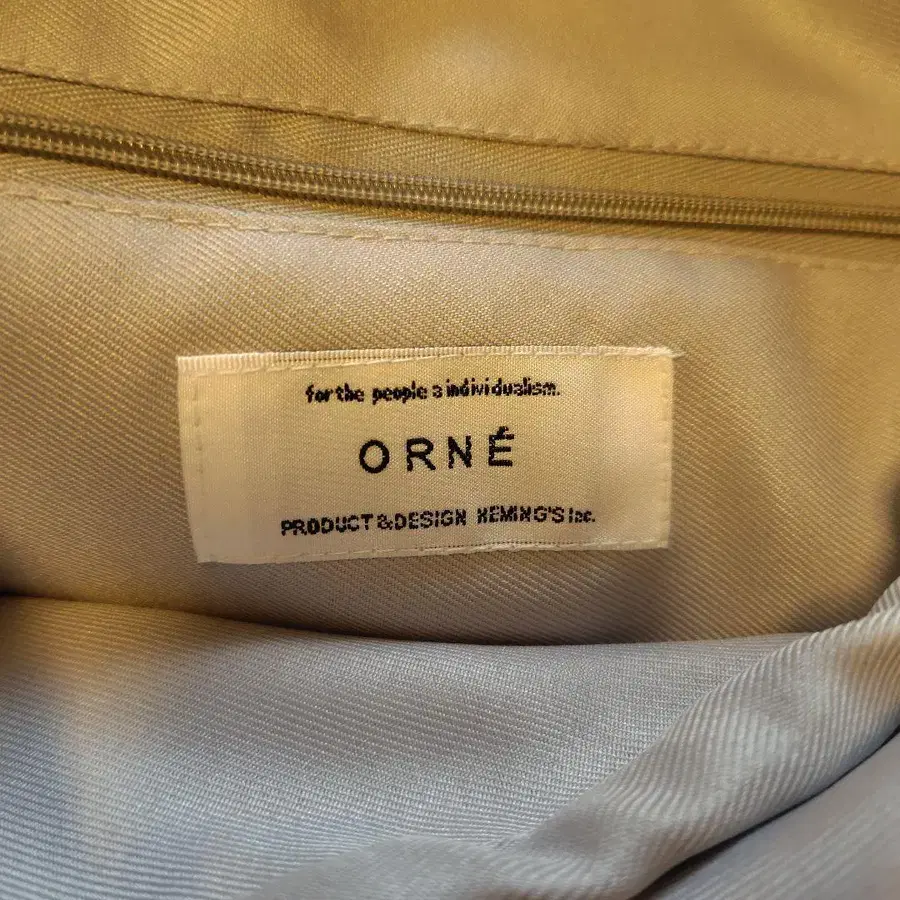 for the people a individualism.
ORNÉ
PRODUCT & DESIGN HEMING'S Inc.